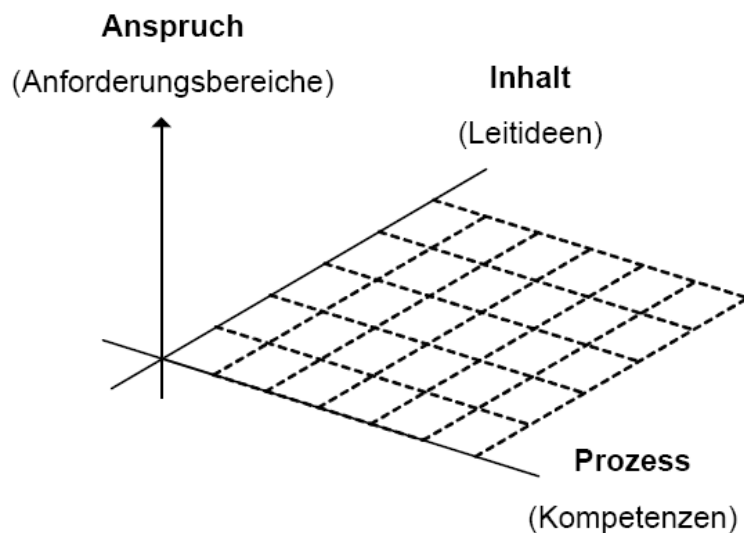 Anspruch
(Anforderungsbereiche)
Inhalt
(Leitideen)
Prozess
(Kompetenzen)